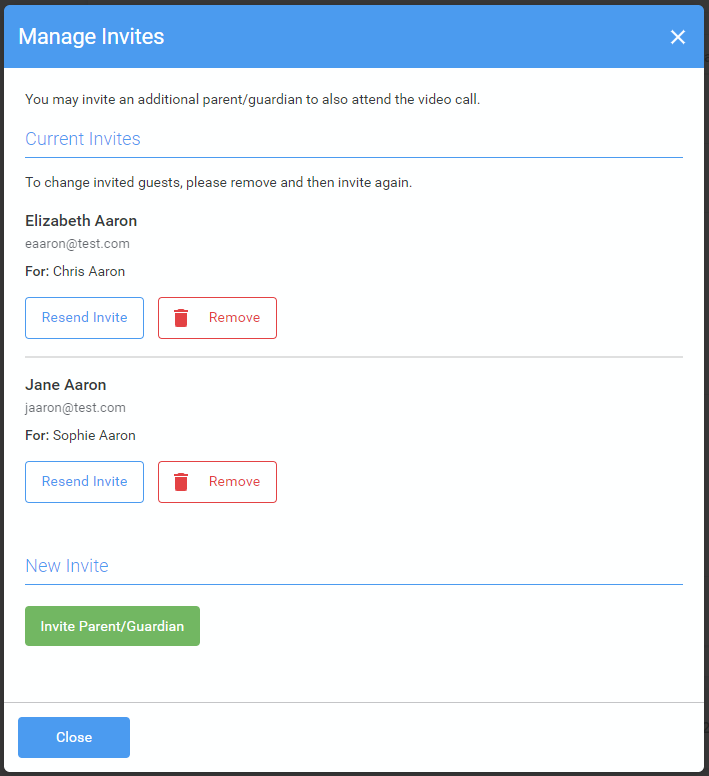 Manage Invites
You may invite an additional parent/guardian to also attend the video call.
Current Invites
To change invited guests, please remove and then invite again.
Elizabeth Aaron
eaaron@test.com
For: Chris Aaron
Resend Invite Remove
Jane Aaron
jaaron@test.com
For: Sophie Aaron
Resend Invite Remove
New Invite
Invite Parent/Guardian
Close